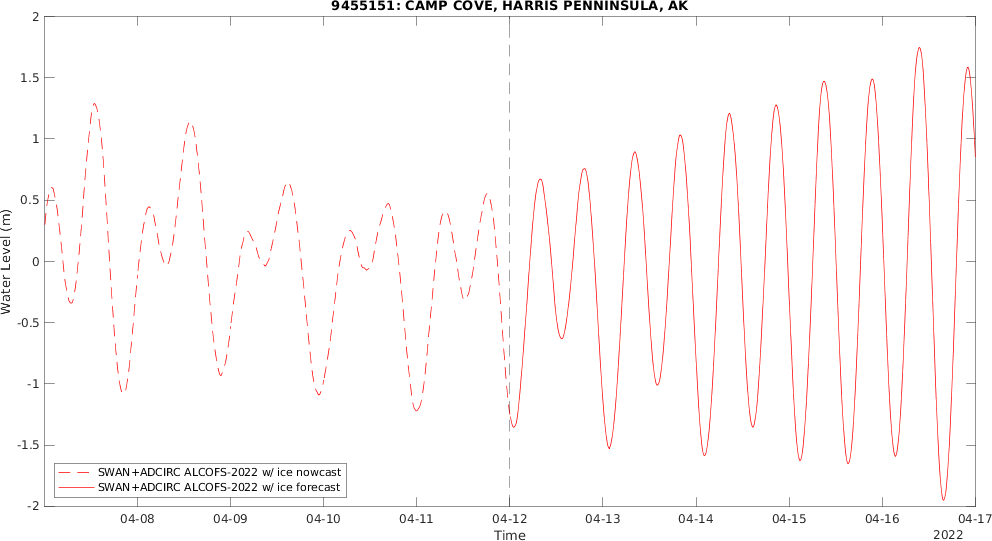 9455151: CAMP COVE, HARRIS PENNINSULA, AK
2
1.5
1
0.5
0
-0.5
-1
-1.5
-2
Water Level (m)
SWAN+ADCIRC ALCOFS-2022 w/ ice nowcast
SWAN+ADCIRC ALCOFS-2022 w/ ice forecast
04-08 04-09 04-10 04-11 04-12 04-13 04-14 04-15 04-16 04-17
Time
2022